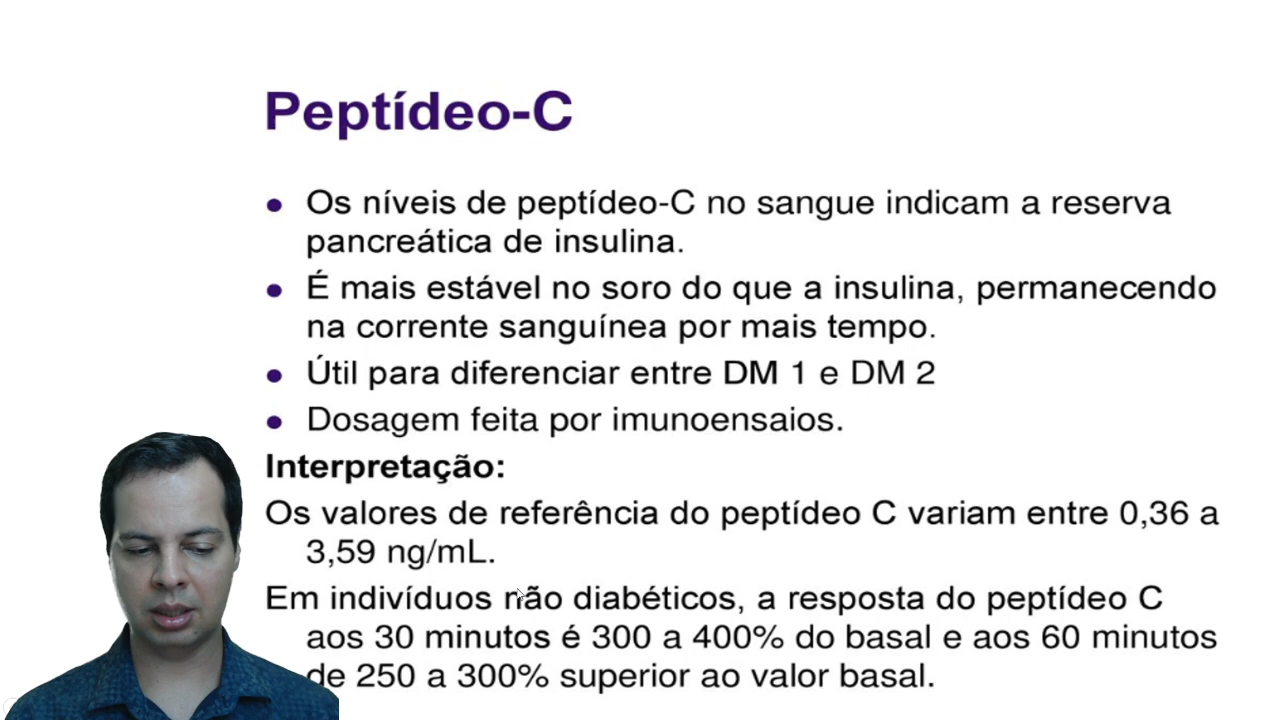 Peptídeo-C
• Os níveis de peptídeo-C no sangue indicam a reserva
pancreática de insulina.
• É mais estável no soro do que a insulina, permanecendo
na corrente sanguínea por mais tempo.
• Útil para diferenciar entre DM 1 e DM 2
• Dosagem feita por imunoensaios.
Interpretação:
Os valores de referência do peptídeo C variam entre 0,36 a
3,59 ng/mL.
Em indivíduos não diabéticos, a resposta do peptídeo C
aos 30 minutos é 300 a 400% do basal e aos 60 minutos
de 250 a 300% superior ao valor basal.